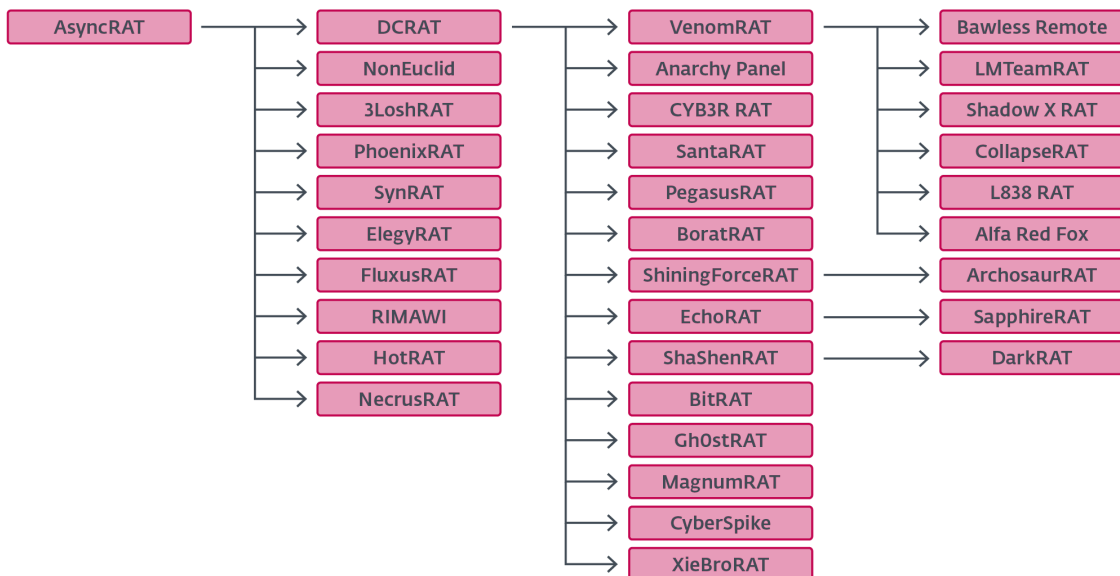 AsyncRAT
DCRAT
VenomRAT
Bawless Remote
NonEuclid
Anarchy Panel
LMTeamRAT
3LoshRAT
CYB3R RAT
Shadow X RAT
PhoenixRAT
SantaRAT
CollapseRAT
SynRAT
PegasusRAT
L838 RAT
ElegyRAT
BoratRAT
Alfa Red Fox
FluxusRAT
ShiningForceRAT
ArchosaurRAT
RIMAWI
EchoRAT
SapphireRAT
HotRAT
ShaShenRAT
DarkRAT
NecrusRAT
BitRAT
Gh0stRAT
MagnumRAT
CyberSpike
XieBroRAT